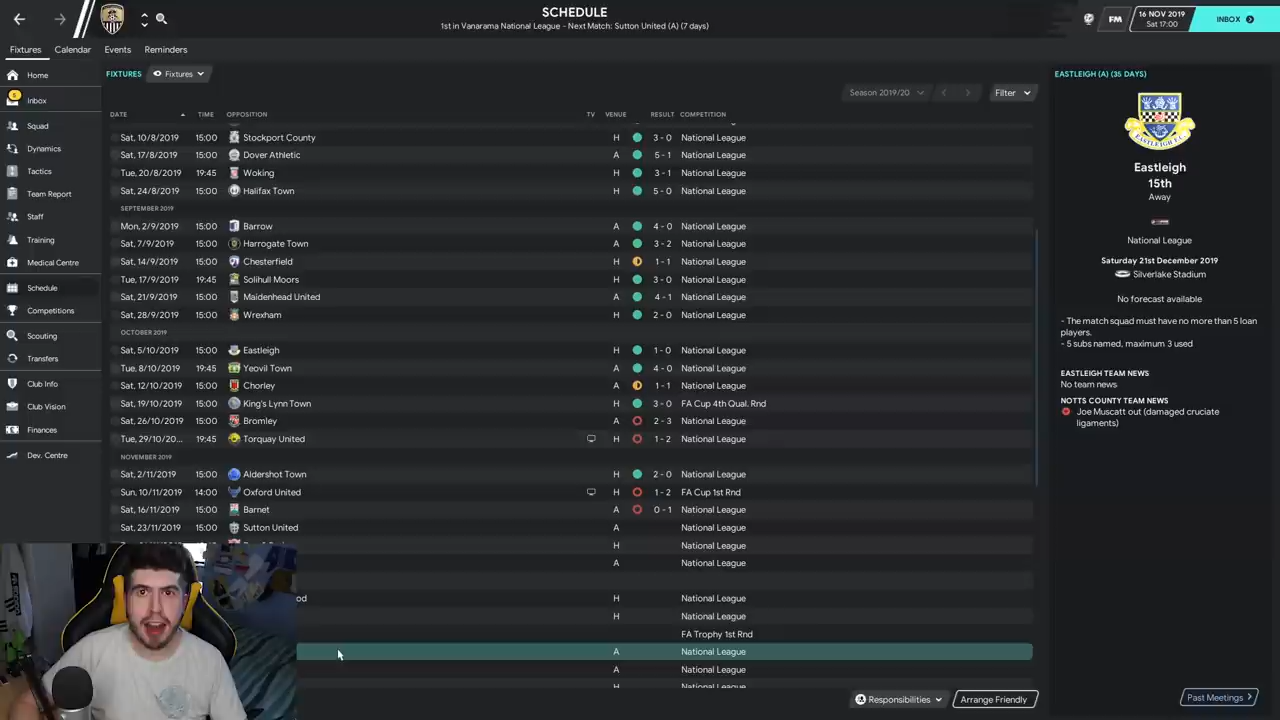 SCHEDULE
1st in Vanarama National League - Next Match: Sutton United (A) (7 days)
FM
16 NOV 2019
Sat 17:00
INBOX
Fixtures Calendar Events Reminders
Home
6
Inbox
Squad
Dynamics
Tactics
Team Report
Staff
Training
Medical Centre
Schedule
Competitions
Scouting
Transfers
Club Info
Club Vision
Finances
Dev. Centre
FIXTURES Fixtures
Season 2019/20 Filter
DATE TIME OPPOSITION TV VENUE RESULT COMPETITION
Sat, 10/8/2019 15:00 Stockport County H 3 - 0 National League
Sat, 17/8/2019 15:00 Dover Athletic A 5 - 1 National League
Tue, 20/8/2019 19:45 Woking H 3 - 1 National League
Sat, 24/8/2019 15:00 Halifax Town H 5 - 0 National League
SEPTEMBER 2019
Mon, 2/9/2019 15:00 Barrow A 4 - 0 National League
Sat, 7/9/2019 15:00 Harrogate Town A 3 - 2 National League
Sat, 14/9/2019 15:00 Chesterfield H 1 - 1 National League
Tue, 17/9/2019 19:45 Solihull Moors H 3 - 0 National League
Sat, 21/9/2019 15:00 Maidenhead United A 4 - 1 National League
Sat, 28/9/2019 15:00 Wrexham H 2 - 0 National League
OCTOBER 2019
Sat, 5/10/2019 15:00 Eastleigh H 1 - 0 National League
Tue, 8/10/2019 19:45 Yeovil Town A 4 - 0 National League
Sat, 12/10/2019 15:00 Chorley A 1 - 1 National League
Sat, 19/10/2019 15:00 King's Lynn Town H 3 - 0 FA Cup 4th Qual. Rnd
Sat, 26/10/2019 15:00 Bromley A 2 - 3 National League
Tue, 29/10/20... 19:45 Torquay United H 1 - 2 National League
NOVEMBER 2019
Sat, 2/11/2019 15:00 Aldershot Town H 2 - 0 National League
Sun, 10/11/2019 14:00 Oxford United H 1 - 2 FA Cup 1st Rnd
Sat, 16/11/2019 15:00 Barnet A 0 - 1 National League
Sat, 23/11/2019 15:00 Sutton United A National League
H National League
A National League
od H National League
H National League
FA Trophy 1st Rnd
A National League
A National League
Responsibilities Arrange Friendly
EASTLEIGH (A) (35 DAYS)
Eastleigh
15th
Away
National League
Saturday 21st December 2019
Silverlake Stadium
No forecast available
- The match squad must have no more than 5 loan
players.
- 5 subs named, maximum 3 used
EASTLEIGH TEAM NEWS
No team news
NOTTS COUNTY TEAM NEWS
Joe Muscatt out (damaged cruciate
ligaments)
Past Meetings